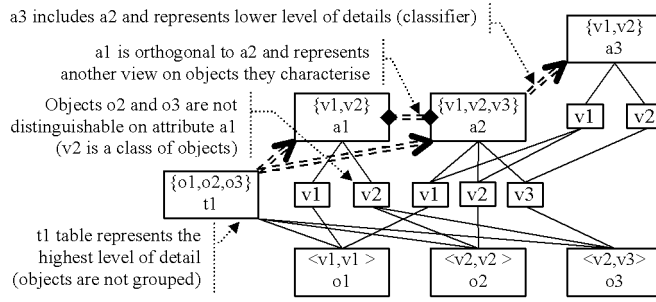 a3 includes a2 and represents lower level of details (classifier)
{v1,v2}
a3
a1 is orthogonal to a2 and represents
another view on objects they characterise
Objects o2 and o3 are not
distinguishable on attribute a1
(v2 is a class of objects)
{v1,v2}
a1
{v1,v2,v3}
a2
v1
v2
{o1,o2,o3}
t1
v1
v2
v1
v2
v3
t1 table represents the
highest level of detail
(objects are not grouped)
<v1,v1 >
o1
<v2,v2 >
o2
<v2,v3>
o3